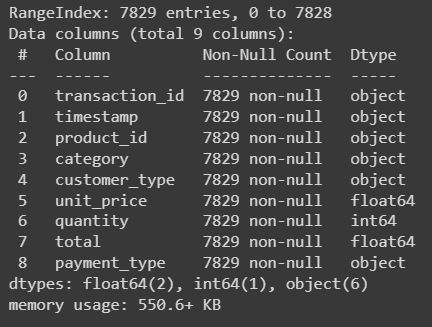 RangeIndex: 7829 entries, 0 to 7828
Data columns (total 9 columns):
 #   Column            Non-Null Count  Dtype
---  ------            --------------  -----
 0   transaction_id    7829 non-null   object
 1   timestamp         7829 non-null   object
 2   product_id        7829 non-null   object
 3   category          7829 non-null   object
 4   customer_type     7829 non-null   object
 5   unit_price        7829 non-null   float64
 6   quantity          7829 non-null   int64
 7   total             7829 non-null   float64
 8   payment_type      7829 non-null   object
dtypes: float64(2), int64(1), object(6)
memory usage: 550.6+ KB